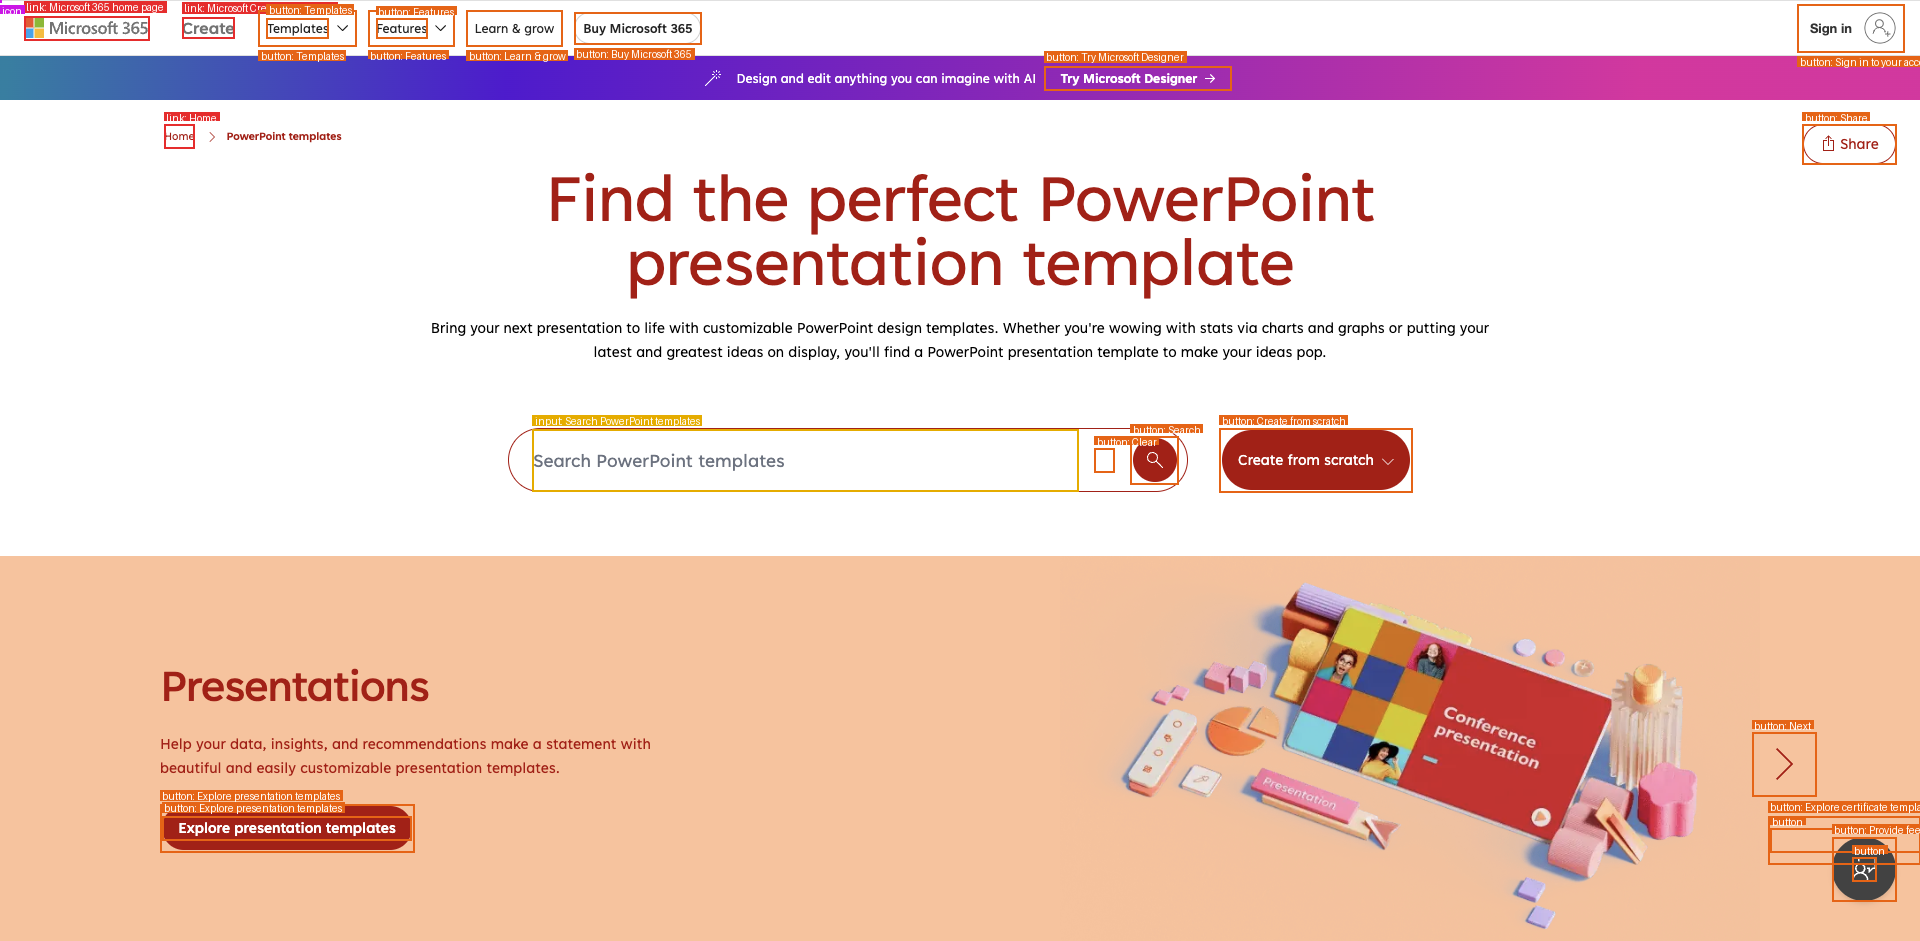 icon
link: Microsoft 365 home page
link: Microsoft Cre
button: Templates
button: Features
Microsoft 365
Create
Templates
Features
Learn & grow
Buy Microsoft 365
Sign in
button: Templates
button: Features
button: Learn & grow
button: Buy Microsoft 365
button: Try Microsoft Designer
button: Sign in to your acc
Design and edit anything you can imagine with AI
Try Microsoft Designer →
link: Home
button: Share
Home
PowerPoint templates
Share
Find the perfect PowerPoint
presentation template
Bring your next presentation to life with customizable PowerPoint design templates. Whether you're wowing with stats via charts and graphs or putting your
latest and greatest ideas on display, you'll find a PowerPoint presentation template to make your ideas pop.
input: Search PowerPoint templates
button: Search
button: Clear
button: Create from scratch
Search PowerPoint templates
Create from scratch
Presentations
Help your data, insights, and recommendations make a statement with
beautiful and easily customizable presentation templates.
button: Explore presentation templates
button: Explore presentation templates
Explore presentation templates
Conference
presentation
Presentation
button: Next
button: Explore certificate templa
button
button: Provide fee
button